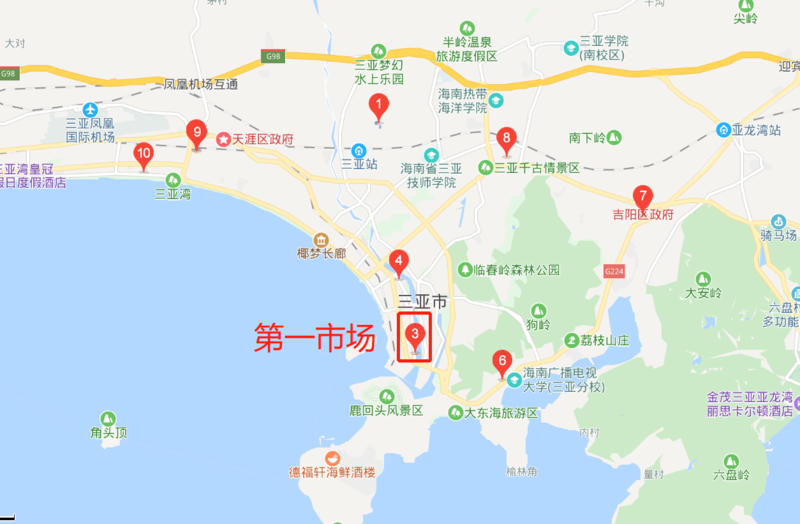 尖岭
大对
半岭温泉
旅游度假区
三亚学院
(南校区)
G98
三亚梦幻
水上乐园
迎宾
G98
凤凰机场互通
海南热带
海洋学院
1
三亚凤凰
国际机场
9
天涯区政府
8
南下岭
亚龙湾站
10
三亚站
海南省三亚
技师学院
三亚千古情景区
三亚湾皇冠
假日度假酒店
三亚湾
7
吉阳区政府
骑马场
椰梦长廊
4
临春岭森林公园
G224
大安岭
三亚市
六盘村
多功能
第一市场
3
狗岭
荔枝山庄
6
海南广播电视
大学(三亚分校)
鹿回头风景区
大东海旅游区
金茂三亚亚龙湾
丽思卡尔顿酒店
角头顶
内村
德福轩海鲜酒楼
榆林角
量村
六盘岭